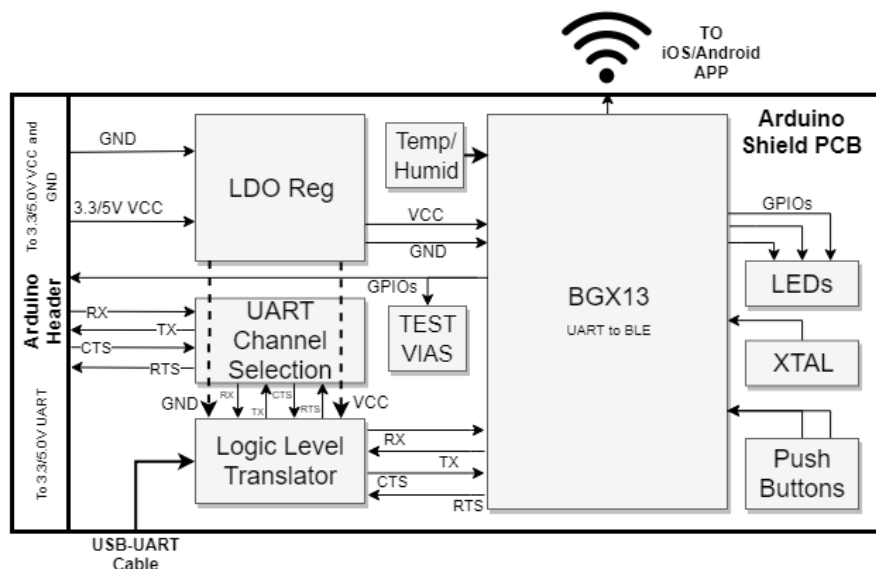 TO
iOS/Android
APP
Arduino
Shield PCB
To 3.3/5.0V VCC and
GND
Arduino
Header
To 3.3/5.0V UART
GND
3.3/5V VCC
LDO Reg
Temp/
Humid
VCC
GND
GPIOs
TEST
VIAS
BGX13
UART to BLE
GPIOs
LEDs
XTAL
Push
Buttons
RX
TX
CTS
RTS
UART
Channel
Selection
GND
RX
TX
CTS
RTS
VCC
Logic Level
Translator
RX
TX
CTS
RTS
USB-UART
Cable